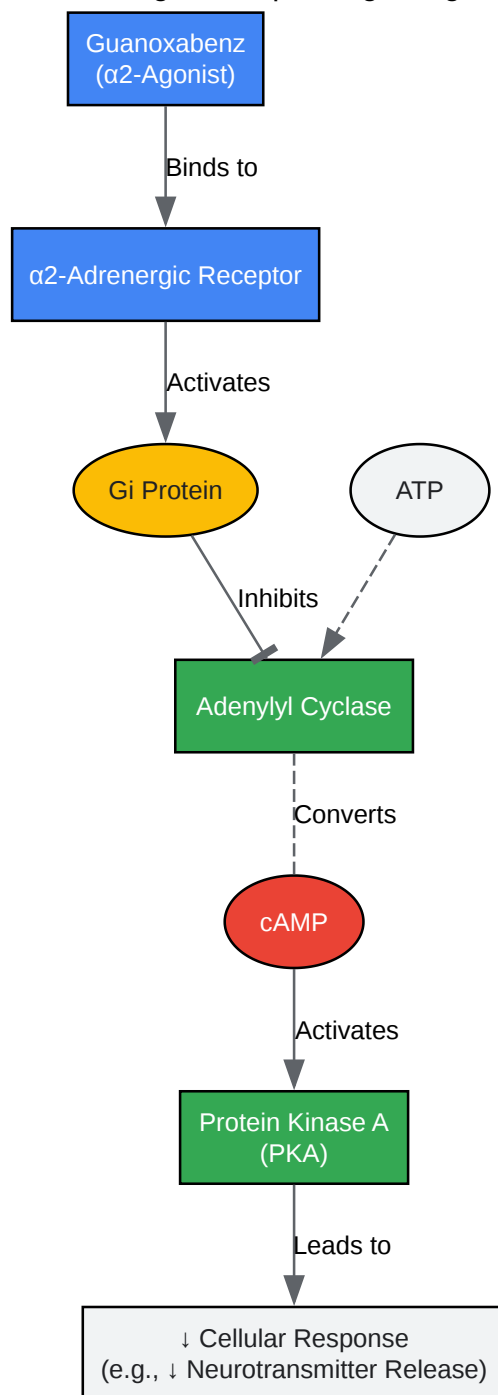 Guanoxabenz
(α2-Agonist)
Binds to
α2-Adrenergic Receptor
Activates
Gi Protein
ATP
Inhibits
Adenylyl Cyclase
Converts
cAMP
Activates
Protein Kinase A
(PKA)
Leads to
↓ Cellular Response
(e.g., ↓ Neurotransmitter Release)